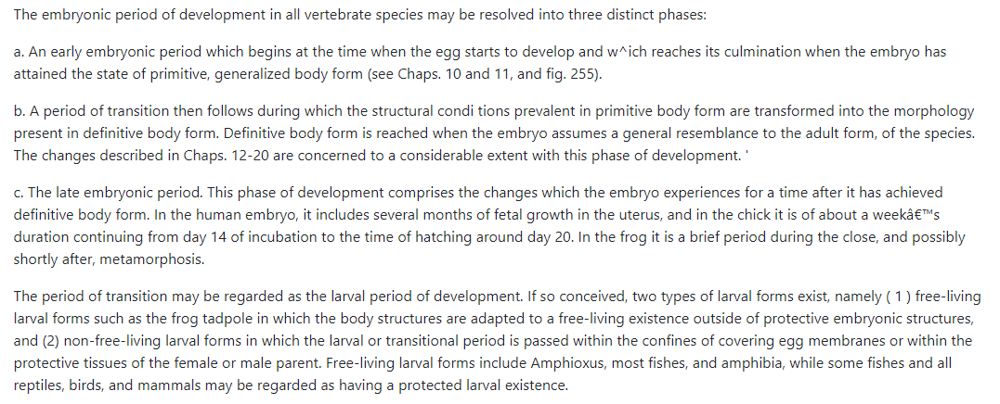 The embryonic period of development in all vertebrate species may be resolved into three distinct phases:
a. An early embryonic period which begins at the time when the egg starts to develop and w^ich reaches its culmination when the embryo has
attained the state of primitive, generalized body form (see Chaps. 10 and 11, and fig. 255).
b. A period of transition then follows during which the structural condi tions prevalent in primitive body form are transformed into the morphology
present in definitive body form. Definitive body form is reached when the embryo assumes a general resemblance to the adult form, of the species.
The changes described in Chaps. 12-20 are concerned to a considerable extent with this phase of development. '
c. The late embryonic period. This phase of development comprises the changes which the embryo experiences for a time after it has achieved
definitive body form. In the human embryo, it includes several months of fetal growth in the uterus, and in the chick it is of about a weekâ€™s
duration continuing from day 14 of incubation to the time of hatching around day 20. In the frog it is a brief period during the close, and possibly
shortly after, metamorphosis.
The period of transition may be regarded as the larval period of development. If so conceived, two types of larval forms exist, namely ( 1 ) free-living
larval forms such as the frog tadpole in which the body structures are adapted to a free-living existence outside of protective embryonic structures,
and (2) non-free-living larval forms in which the larval or transitional period is passed within the confines of covering egg membranes or within the
protective tissues of the female or male parent. Free-living larval forms include Amphioxus, most fishes, and amphibia, while some fishes and all
reptiles, birds, and mammals may be regarded as having a protected larval existence.